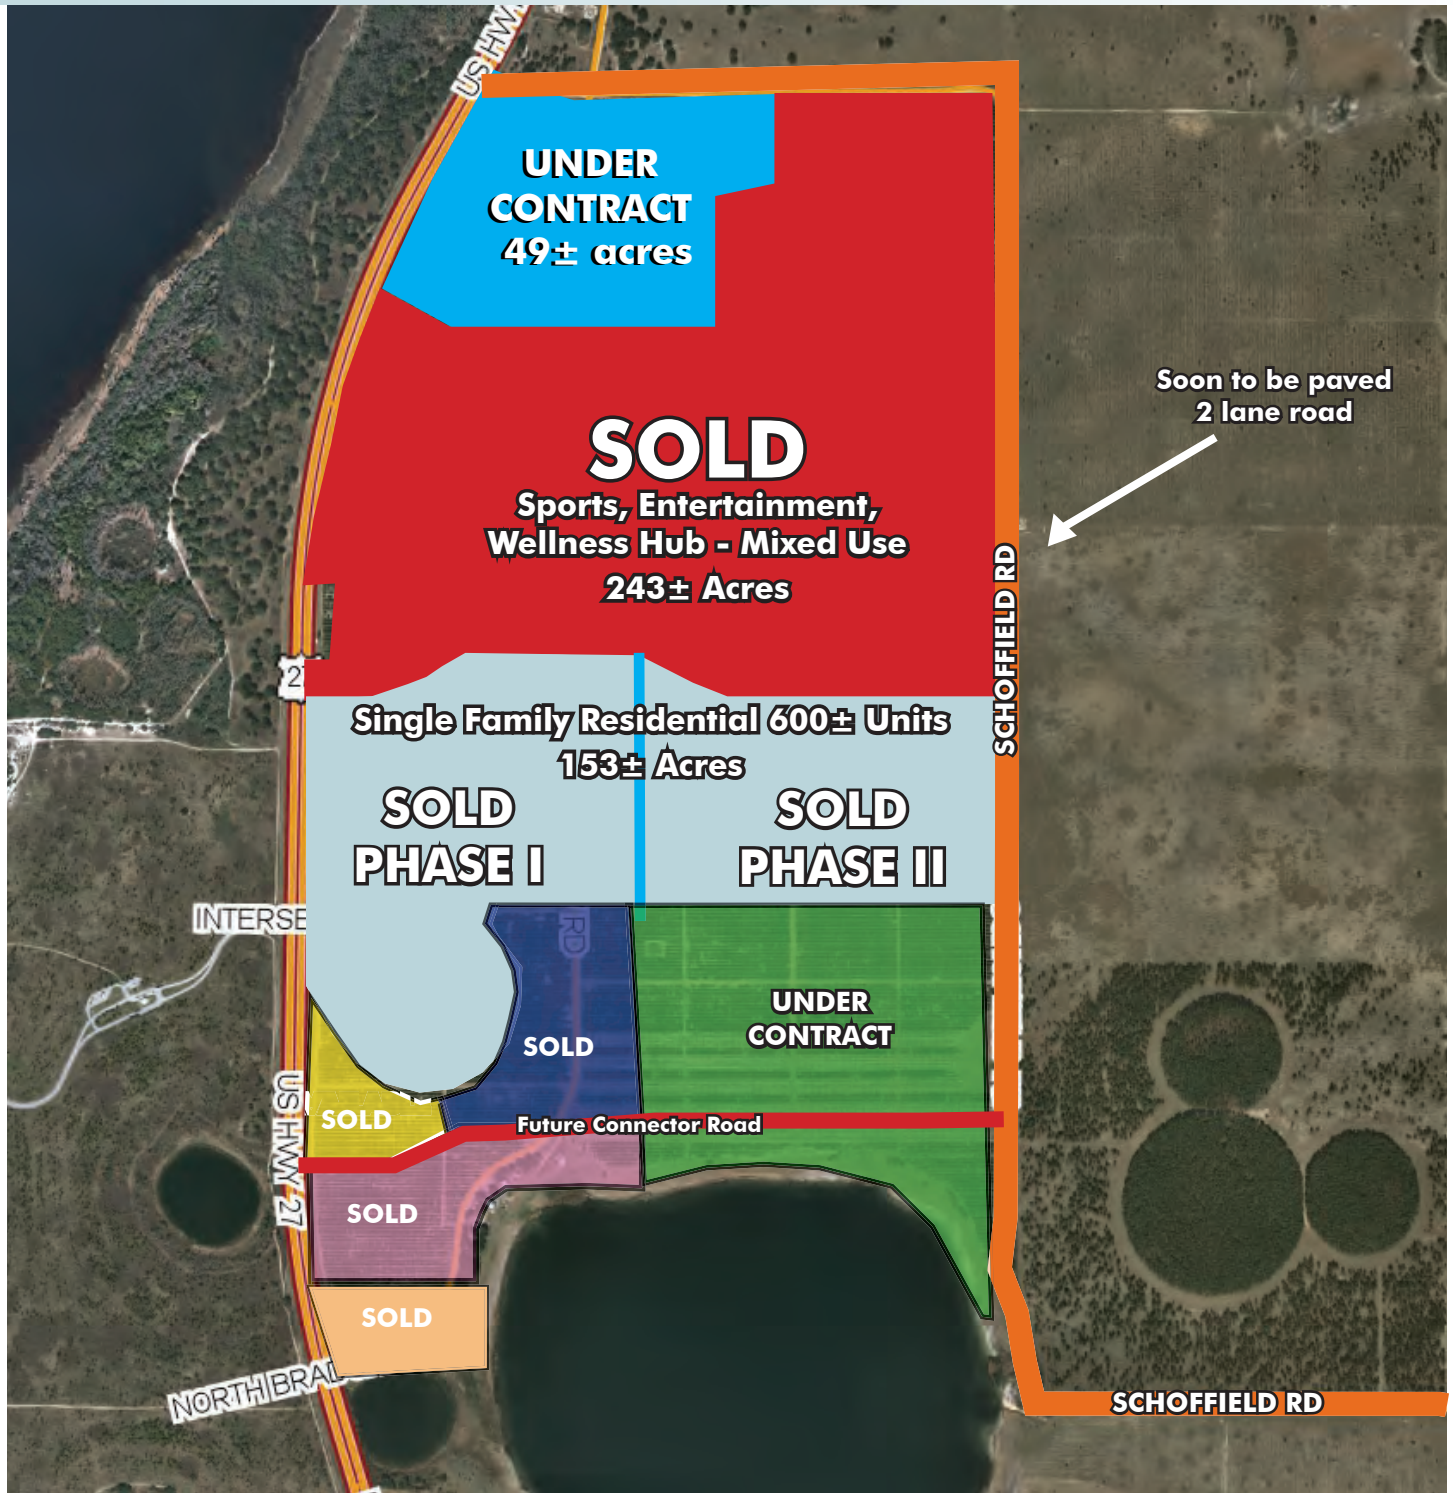 US HWY
UNDER
CONTRACT
49± acres
Soon to be paved
2 lane road
SOLD
Sports, Entertainment,
Wellness Hub - Mixed Use
243± Acres
SCHOFFIELD RD
2
Single Family Residential 600± Units
153± Acres
SOLD
PHASE I
SOLD
PHASE II
INTERSE
RD
UNDER
CONTRACT
SOLD
SOLD
Future Connector Road
US HWY 27
SOLD
SOLD
NORTH BRAD
SCHOFFIELD RD